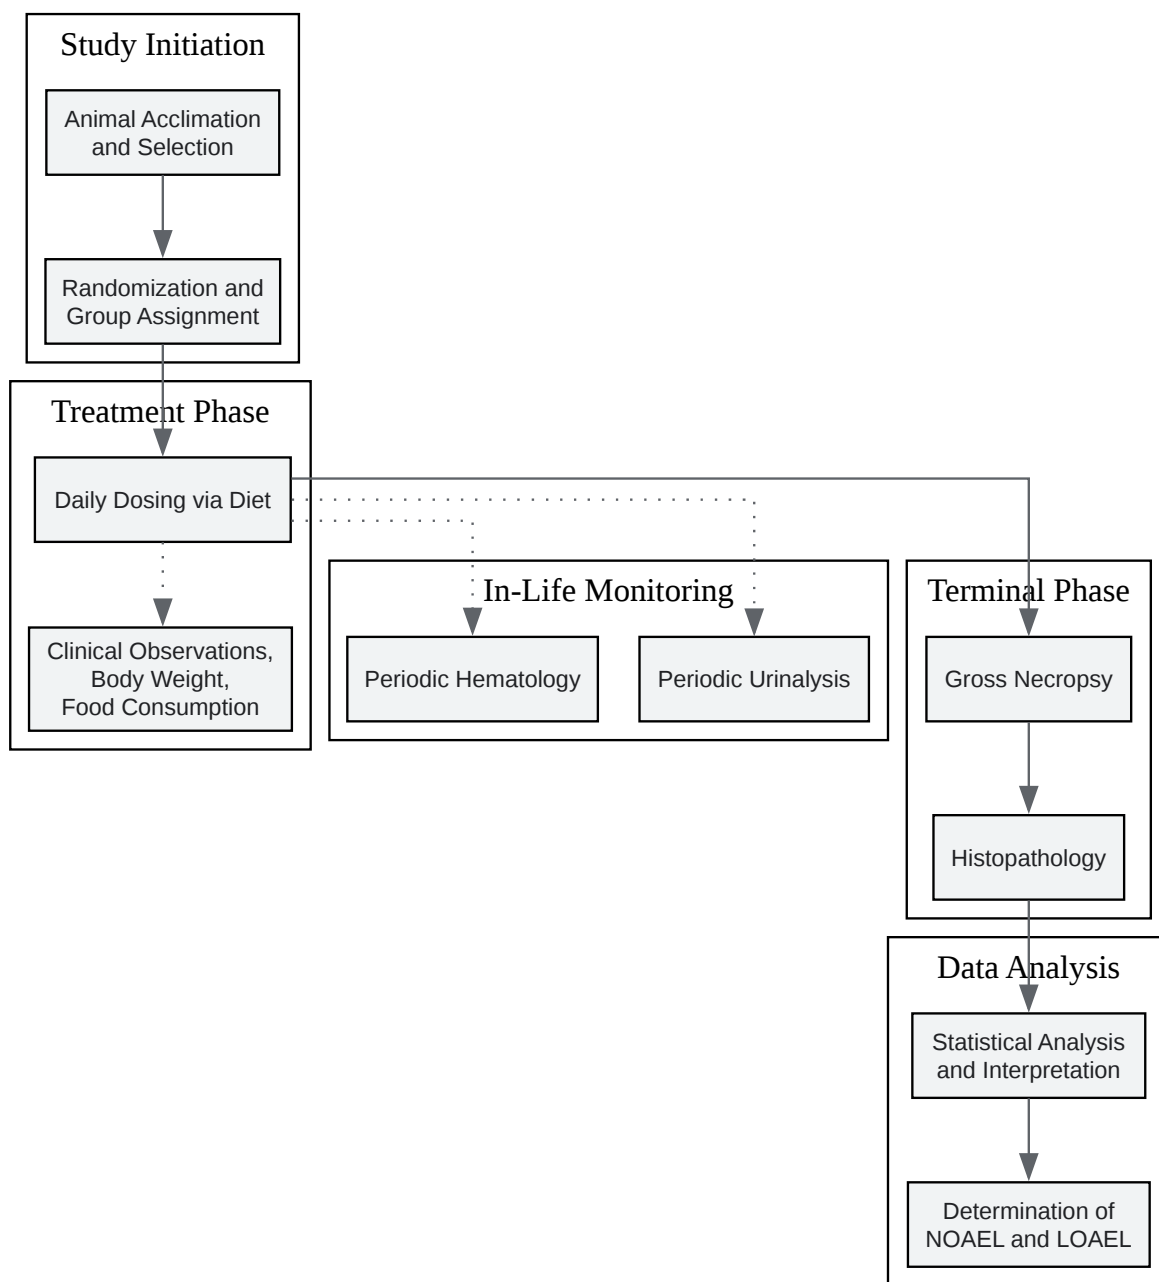 Study Initiation
Animal Acclimation
and Selection
Randomization and
Group Assignment
Treatment Phase
Daily Dosing via Diet
Clinical Observations,
Body Weight,
Food Consumption
In-Life Monitoring
Periodic Hematology
Periodic Urinalysis
Terminal Phase
Gross Necropsy
Histopathology
Data Analysis
Statistical Analysis
and Interpretation
Determination of
NOAEL and LOAEL